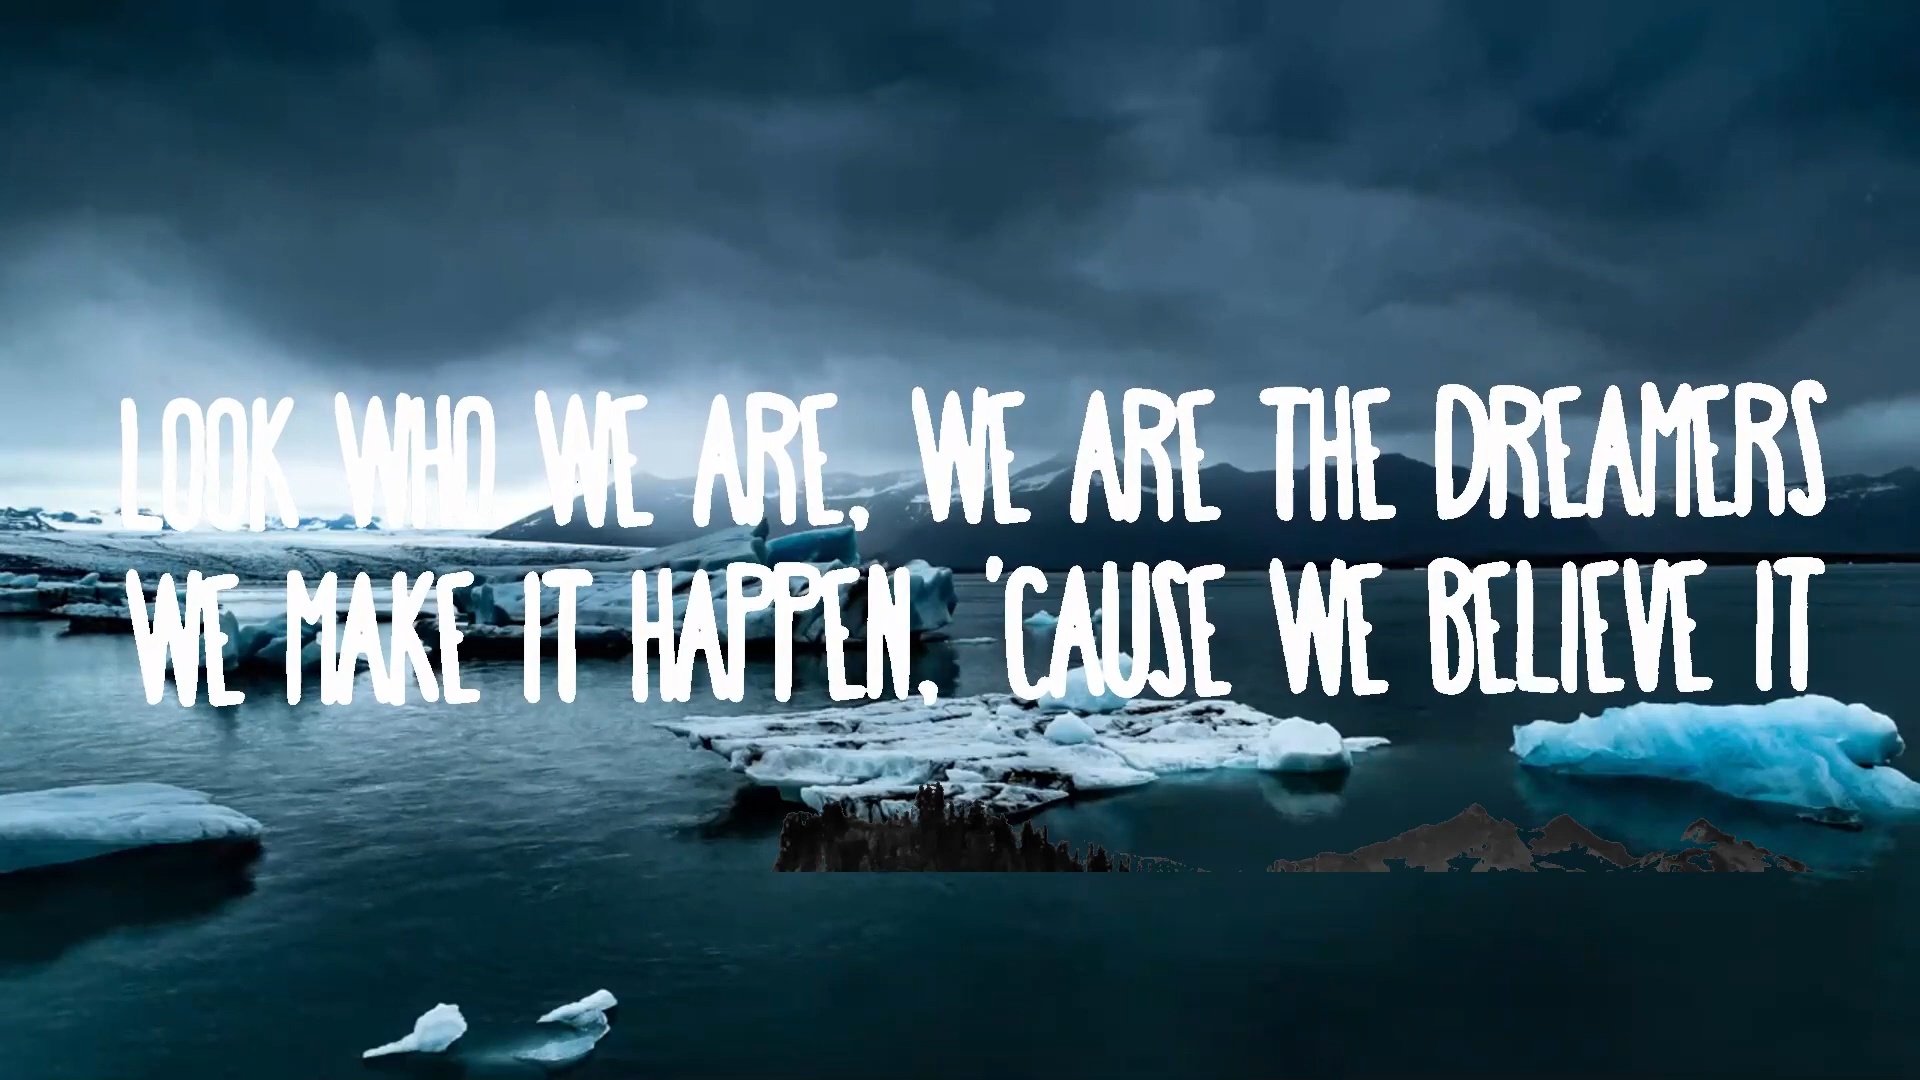 LOOK WHO WE ARE, WE ARE THE DREAMERS
WE MAKE IT HAPPEN, 'CAUSE WE BELIEVE IT